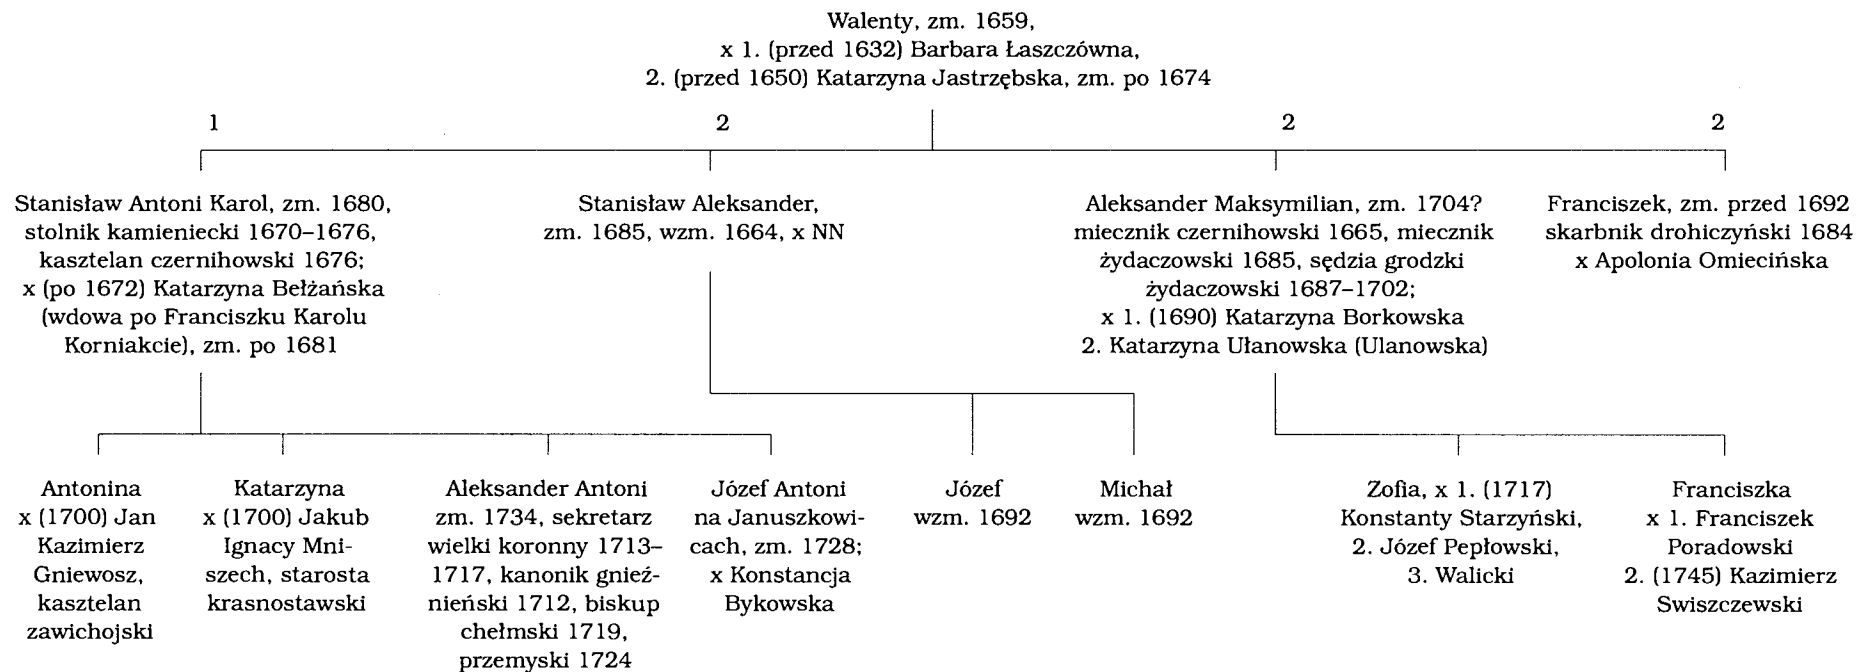 Walenty, zm. 1659,
x 1. (przed 1632) Barbara Łaszczówna,
2. (przed 1650) Katarzyna Jastrzębska, zm. po 1674
1
2
2
2
Stanisław Antoni Karol, zm. 1680,
stolnik kamieniecki 1670–1676,
kasztelan czernihowski 1676;
x (po 1672) Katarzyna Bełżańska
(wdowa po Franciszku Karolu
Korniakcie), zm. po 1681
Stanisław Aleksander,
zm. 1685, wzm. 1664, x NN
Aleksander Maksymilian, zm. 1704?
miecznik czernihowski 1665, miecznik
żydaczowski 1685, sędzia grodzki
żydaczowski 1687–1702;
x 1. (1690) Katarzyna Borkowska
2. Katarzyna Ułanowska (Ulanowska)
Franciszek, zm. przed 1692
skarbnik drohiczyński 1684
x Apolonia Omiecińska
Antonina
x (1700) Jan
Kazimierz
Gniewosz,
kasztelan
zawichojski
Katarzyna
x (1700) Jakub
Ignacy Mni-
szech, starosta
krasnostawski
Aleksander Antoni
zm. 1734, sekretarz
wielki koronny 1713–
1717, kanonik gnieź-
nieński 1712, biskup
chełmski 1719,
przemyski 1724
Józef Antoni
na Januszkowi-
cach, zm. 1728;
x Konstancja
Bykowska
Józef
wzm. 1692
Michał
wzm. 1692
Zofia, x 1. (1717)
Konstanty Starzyński,
2. Józef Pepłowski,
3. Walicki
Franciszka
x 1. Franciszek
Poradowski
2. (1745) Kazimierz
Swiszczewski